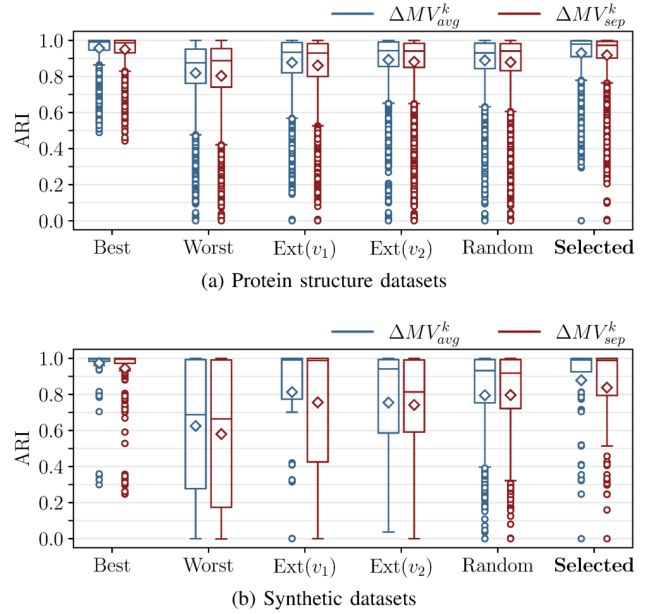 ΔMV^k_avg ΔMV^k_sep
1.0
0.8
0.6
0.4
0.2
0.0
ARI
Best Worst Ext(v₁) Ext(v₂) Random Selected
(a) Protein structure datasets
ΔMV^k_avg ΔMV^k_sep
1.0
0.8
0.6
0.4
0.2
0.0
ARI
Best Worst Ext(v₁) Ext(v₂) Random Selected
(b) Synthetic datasets